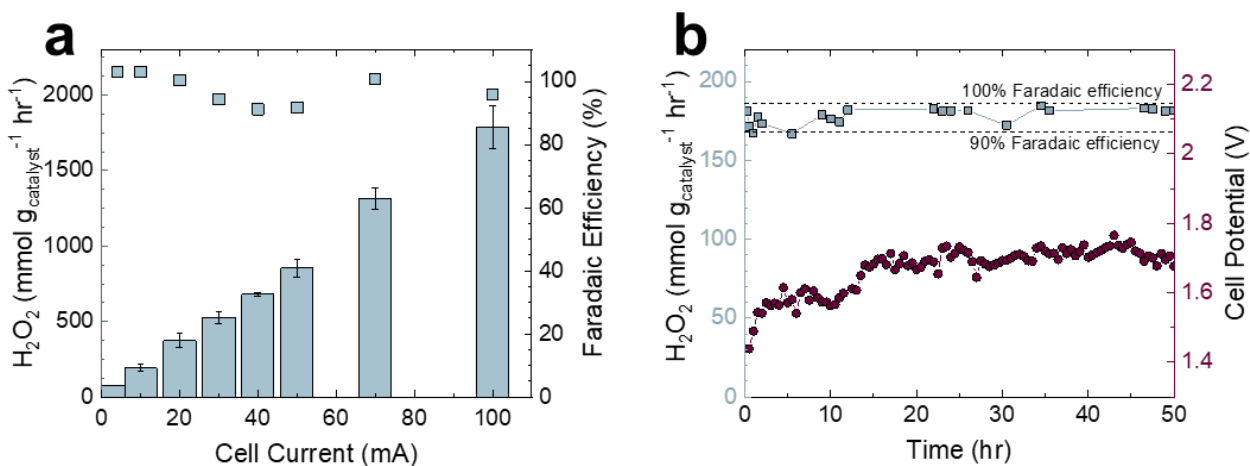 a
H₂O₂ (mmol g_catalyst⁻¹ hr⁻¹)
2000
1500
1000
500
0
0 20 40 60 80 100
Cell Current (mA)
100
80
60
40
20
0
Faradaic Efficiency (%)
b
H₂O₂ (mmol g_catalyst⁻¹ hr⁻¹)
200
150
100
50
0
100% Faradaic efficiency
90% Faradaic efficiency
0 10 20 30 40 50
Time (hr)
2.2
2
1.8
1.6
1.4
Cell Potential (V)